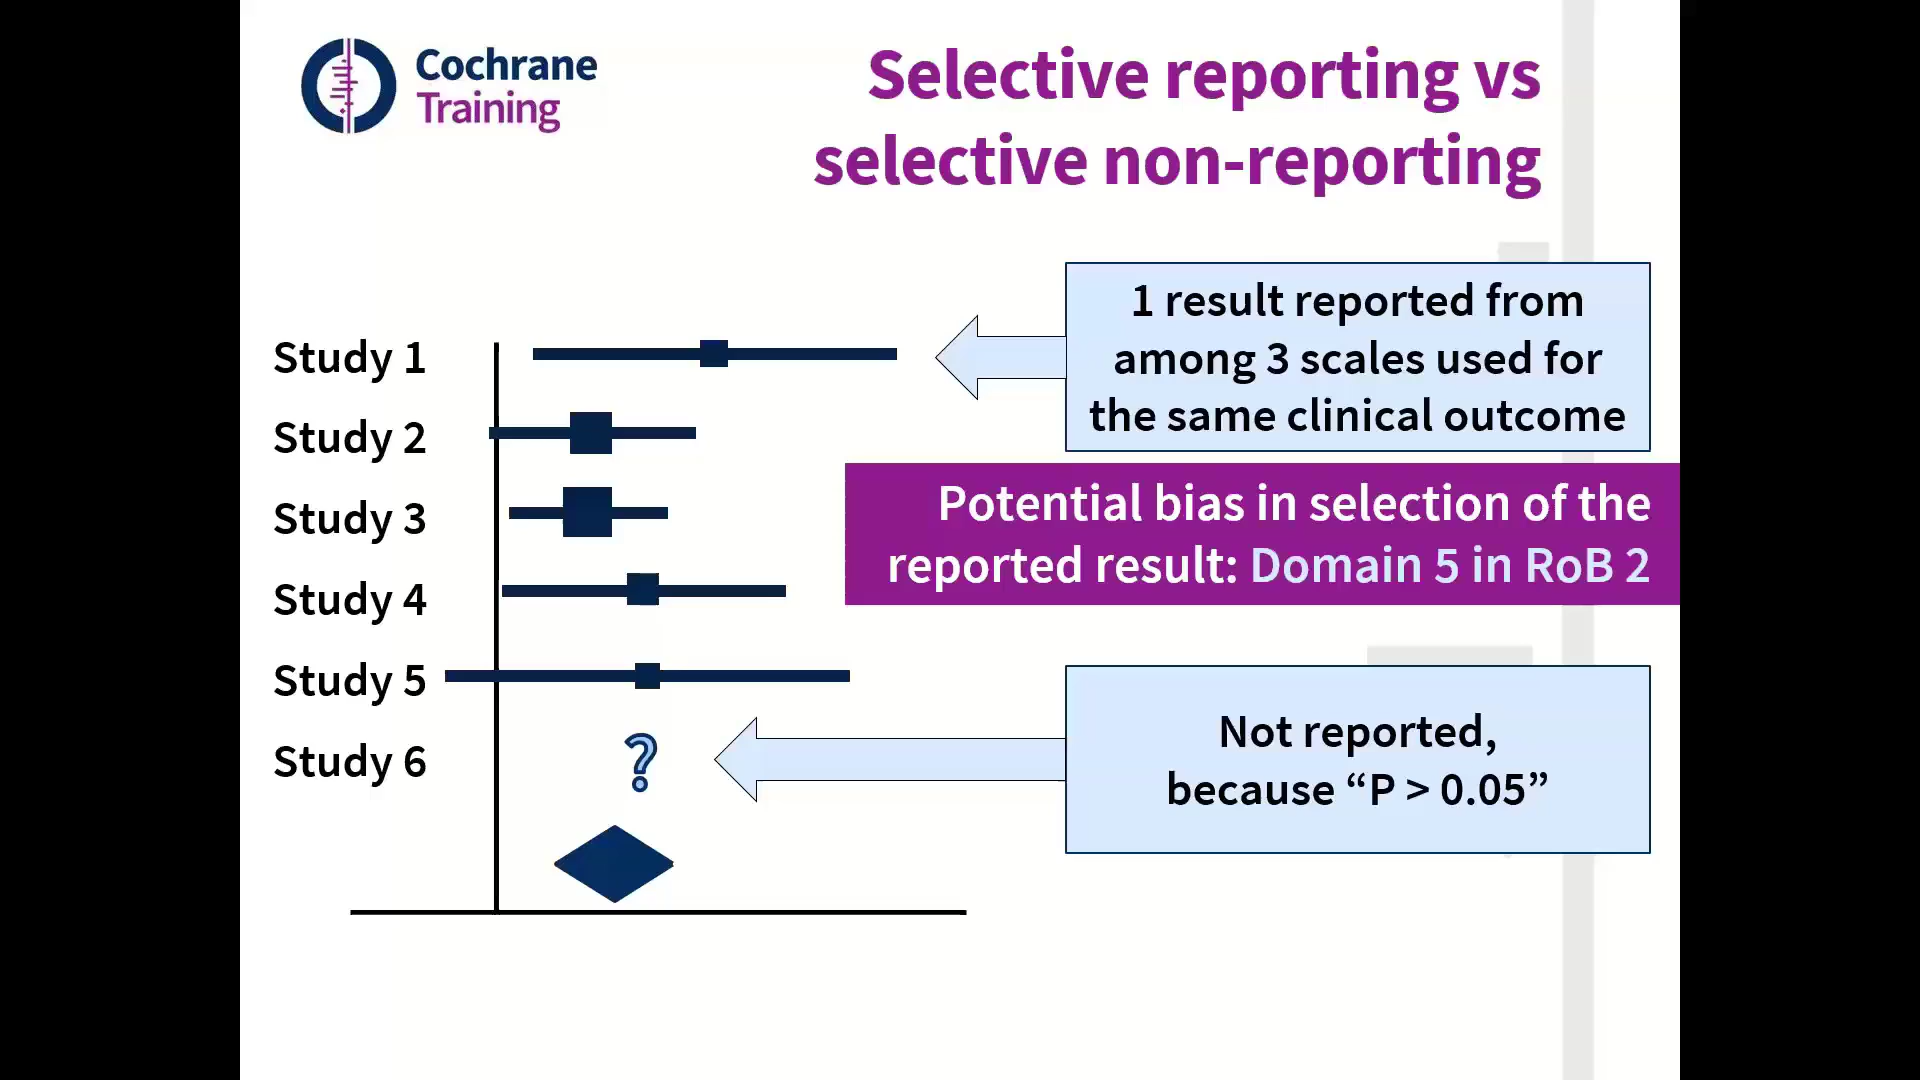 Cochrane
Training
Selective reporting vs
selective non-reporting
Study 1
1 result reported from
among 3 scales used for
the same clinical outcome
Study 2
Study 3
Potential bias in selection of the
reported result: Domain 5 in RoB 2
Study 4
Study 5
Study 6
?
Not reported,
because “P > 0.05”